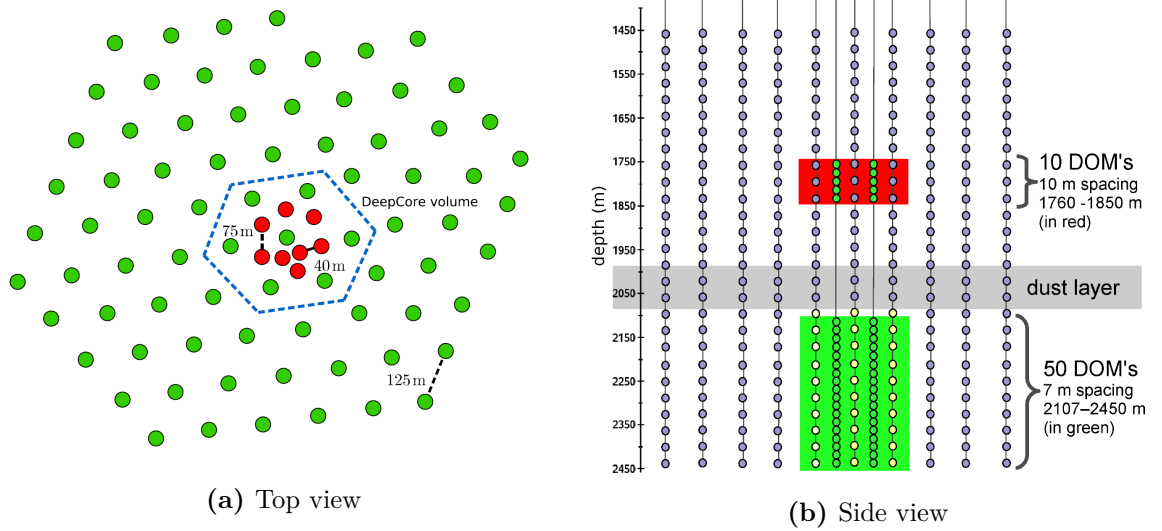 DeepCore volume
75 m
40 m
125 m
(a) Top view
depth (m)
1450
1550
1650
1750
1850
1950
2050
2150
2250
2350
2450
10 DOM's
10 m spacing
1760 -1850 m
(in red)
dust layer
50 DOM's
7 m spacing
2107–2450 m
(in green)
(b) Side view